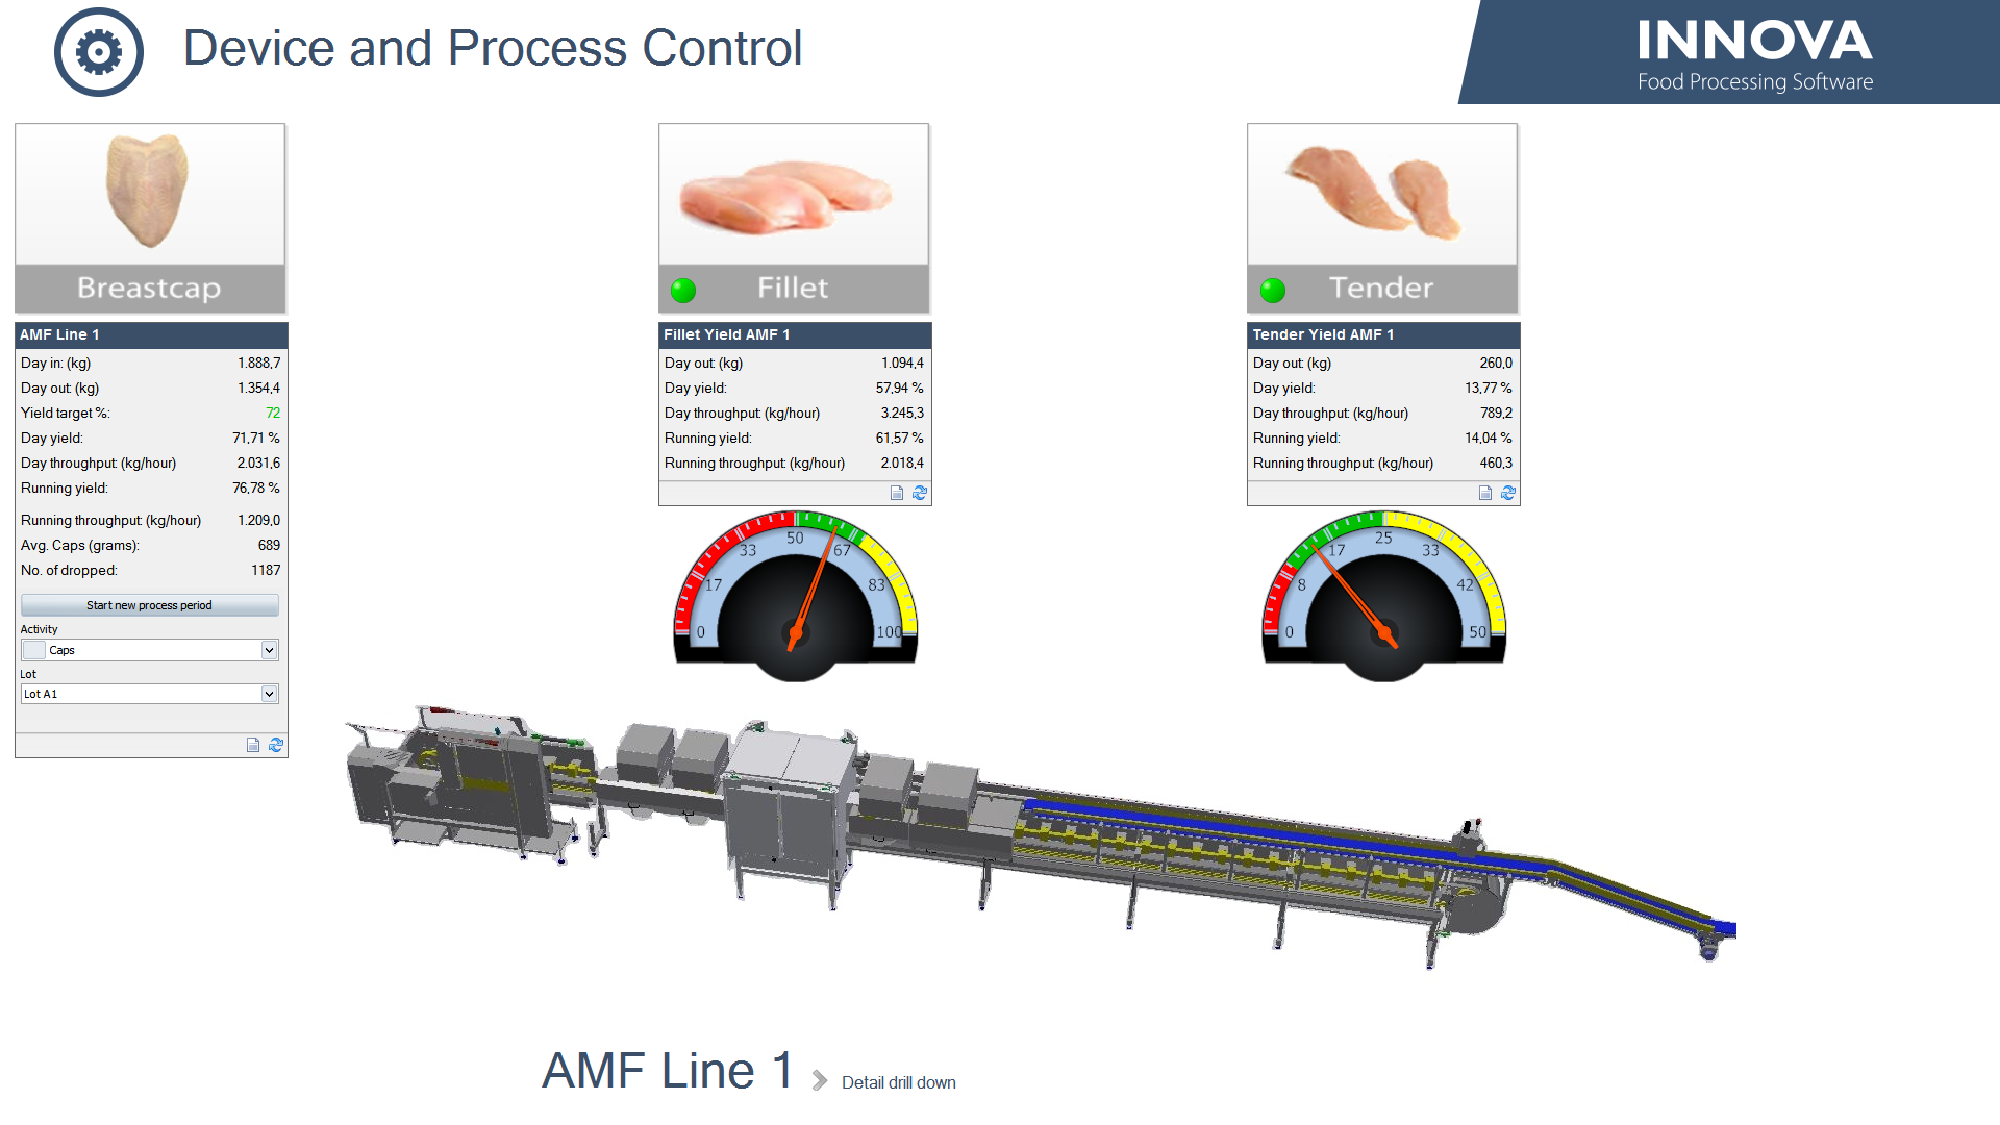 Device and Process Control
INNOVA
Food Processing Software
Breastcap
AMF Line 1
Day in: (kg) 1.888,7
Day out: (kg) 1.354,4
Yield target %: 72
Day yield: 71,71 %
Day throughput: (kg/hour) 2.031,6
Running yield: 76,78 %
Running throughput: (kg/hour) 1.209,0
Avg. Caps (grams): 689
No. of dropped: 1187
Start new process period
Activity
Caps
Lot
Lot A1
Fillet
Fillet Yield AMF 1
Day out: (kg) 1.094,4
Day yield: 57,94 %
Day throughput: (kg/hour) 3.245,3
Running yield: 61,57 %
Running throughput: (kg/hour) 2.018,4
0 17 33 50 67 83 100
Tender
Tender Yield AMF 1
Day out: (kg) 260,0
Day yield: 13,77 %
Day throughput: (kg/hour) 789,2
Running yield: 14,04 %
Running throughput: (kg/hour) 460,3
0 8 17 25 33 42 50
AMF Line 1
Detail drill down